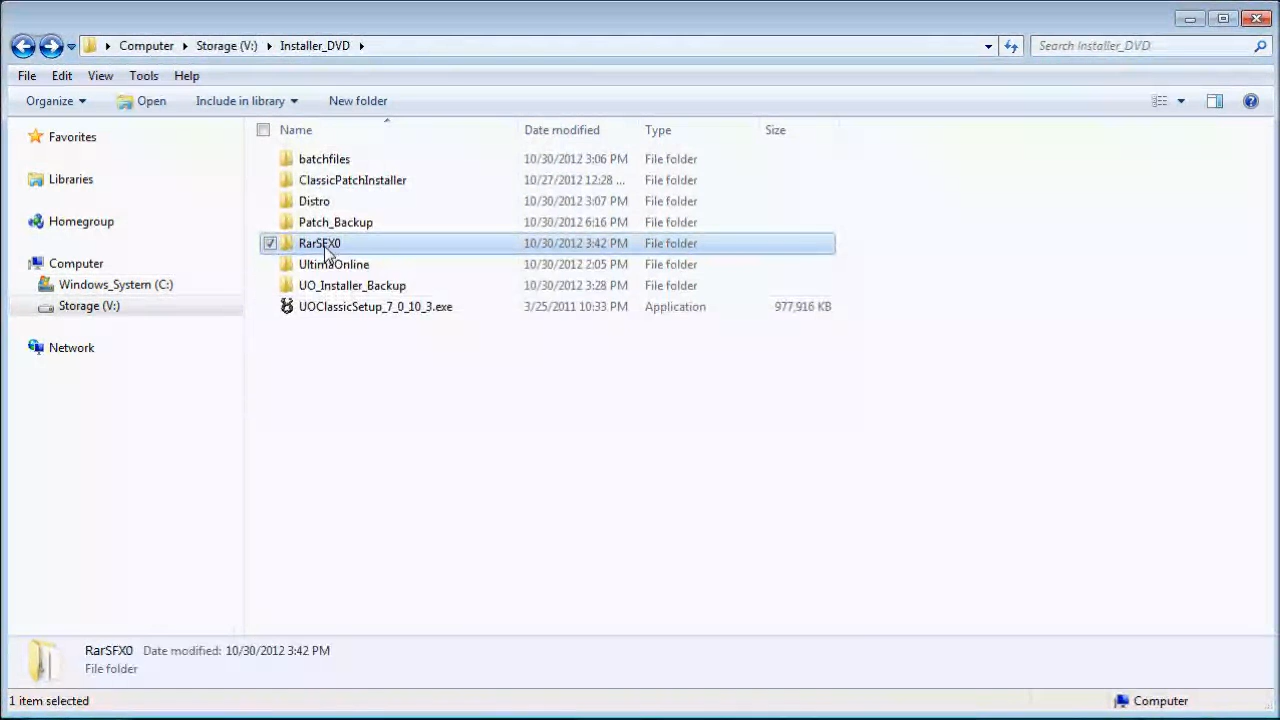 Computer Storage (V:) Installer_DVD Search Installer_DVD
File Edit View Tools Help
Organize Open Include in library New folder
Favorites
Libraries
Homegroup
Computer
Windows_System (C:)
Storage (V:)
Network
Name Date modified Type Size
batchfiles 10/30/2012 3:06 PM File folder
ClassicPatchInstaller 10/27/2012 12:28 ... File folder
Distro 10/30/2012 3:07 PM File folder
Patch_Backup 10/30/2012 6:16 PM File folder
RarSFX0 10/30/2012 3:42 PM File folder
UltimaOnline 10/30/2012 2:05 PM File folder
UO_Installer_Backup 10/30/2012 3:28 PM File folder
UOClassicSetup_7_0_10_3.exe 3/25/2011 10:33 PM Application 977,916 KB
RarSFX0 Date modified: 10/30/2012 3:42 PM
File folder
1 item selected Computer